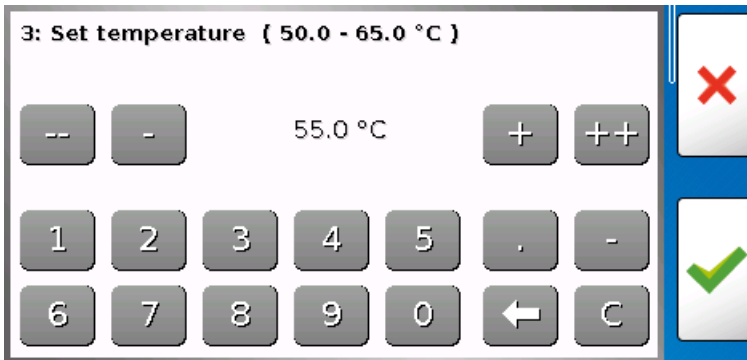 3: Set temperature ( 50.0 - 65.0 °C )
-- - 55.0 °C + ++
1 2 3 4 5 . -
6 7 8 9 0 C